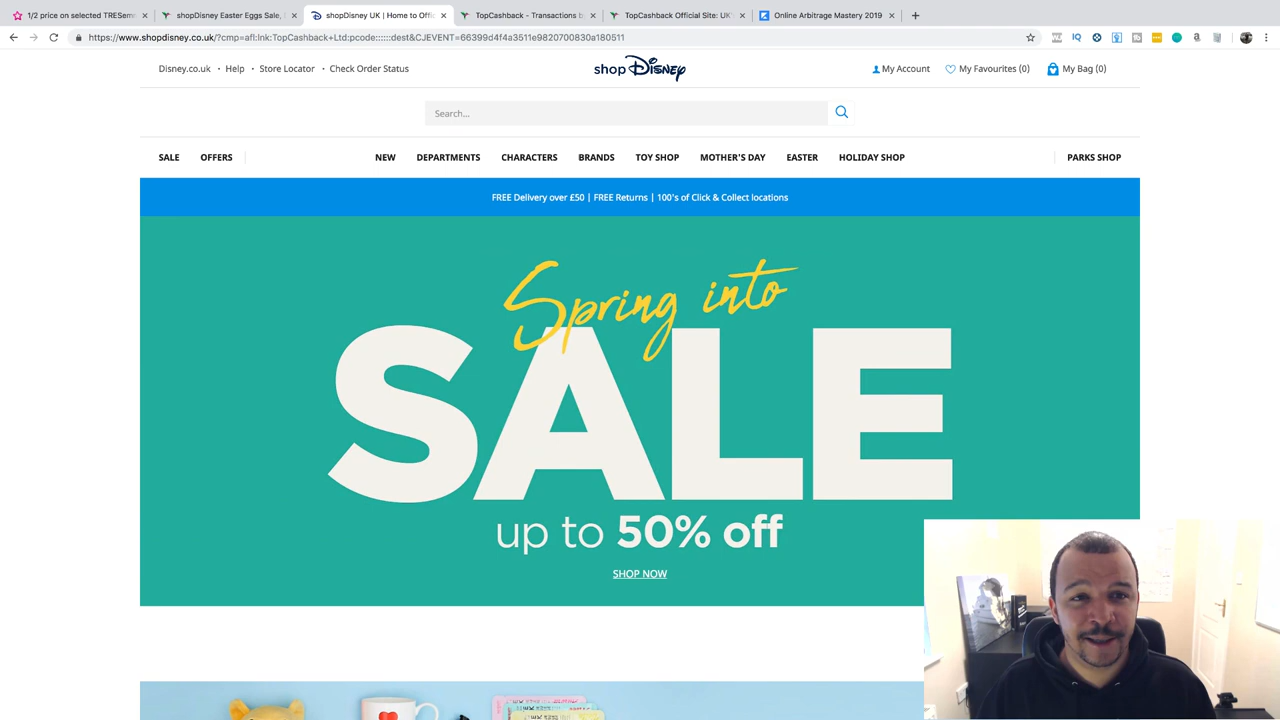 1/2 price on selected TRESemm
shopDisney Easter Eggs Sale,
shopDisney UK | Home to Offi
TopCashback - Transactions b
TopCashback Official Site: UK'
Online Arbitrage Mastery 2019
https://www.shopdisney.co.uk/?cmp=afl:lnk:TopCashback+Ltd:pcode::::::dest&CJEVENT=66399d4f4a3511e9820700830a180511
Disney.co.uk · Help · Store Locator · Check Order Status
shop Disney
My Account
My Favourites (0)
My Bag (0)
Search...
SALE OFFERS NEW DEPARTMENTS CHARACTERS BRANDS TOY SHOP MOTHER'S DAY EASTER HOLIDAY SHOP PARKS SHOP
FREE Delivery over £50 | FREE Returns | 100's of Click & Collect locations
Spring into
SALE
up to 50% off
SHOP NOW